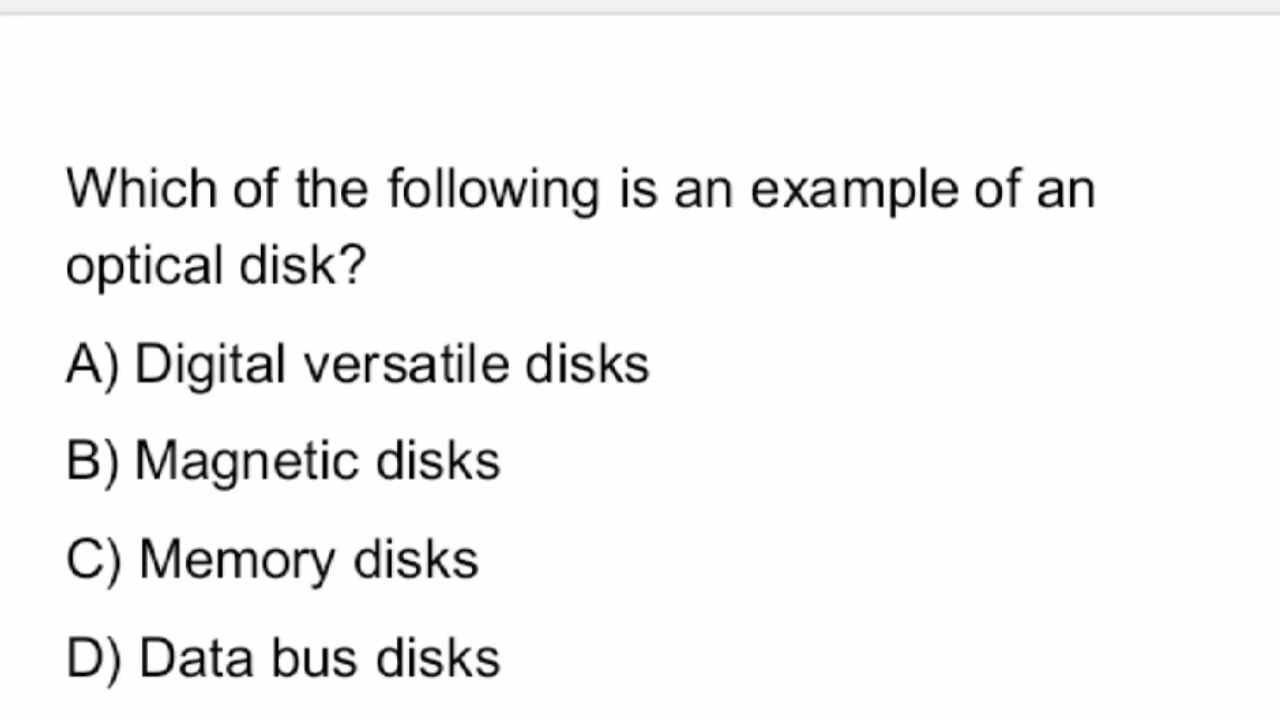 Which of the following is an example of an
optical disk?
A) Digital versatile disks
B) Magnetic disks
C) Memory disks
D) Data bus disks